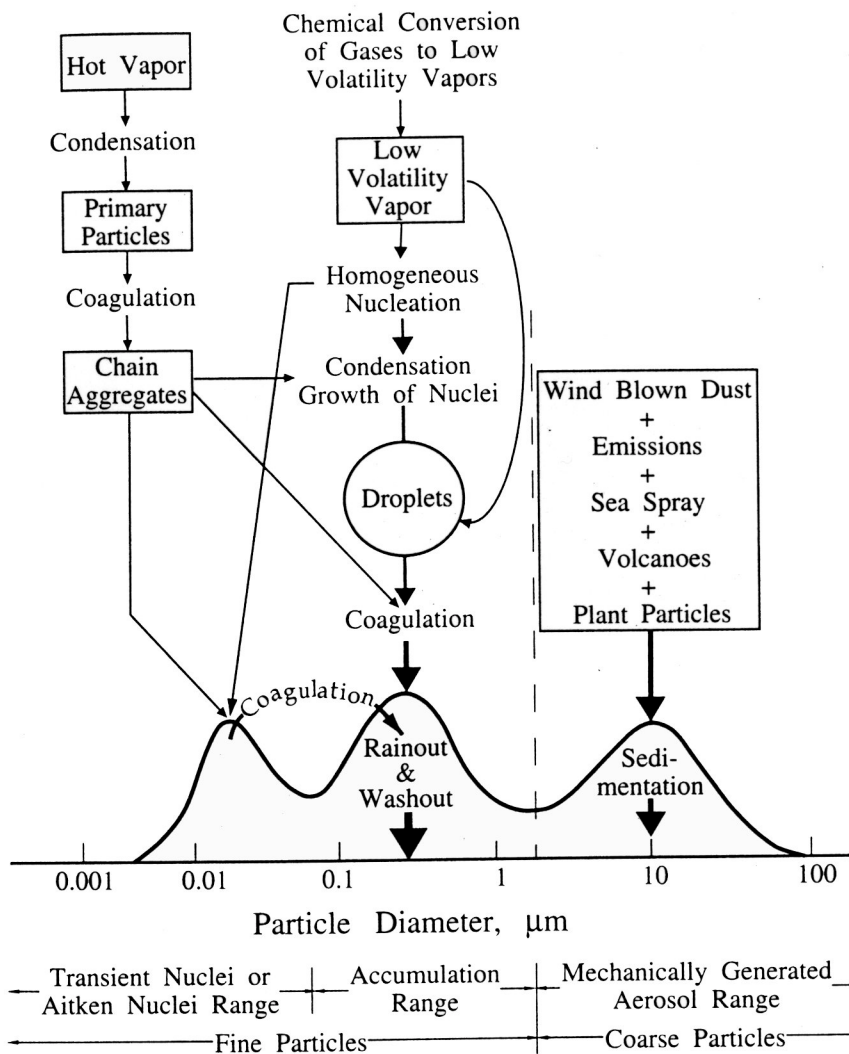 Hot Vapor
Condensation
Primary
Particles
Coagulation
Chain
Aggregates
Chemical Conversion
of Gases to Low
Volatility Vapors
Low
Volatility
Vapor
Homogeneous
Nucleation
Condensation
Growth of Nuclei
Droplets
Coagulation
Wind Blown Dust
+
Emissions
+
Sea Spray
+
Volcanoes
+
Plant Particles
Coagulation
Rainout
&
Washout
Sedi-
mentation
0.001
0.01
0.1
1
10
100
Particle Diameter, μm
Transient Nuclei or
Aitken Nuclei Range
Accumulation
Range
Mechanically Generated
Aerosol Range
Fine Particles
Coarse Particles